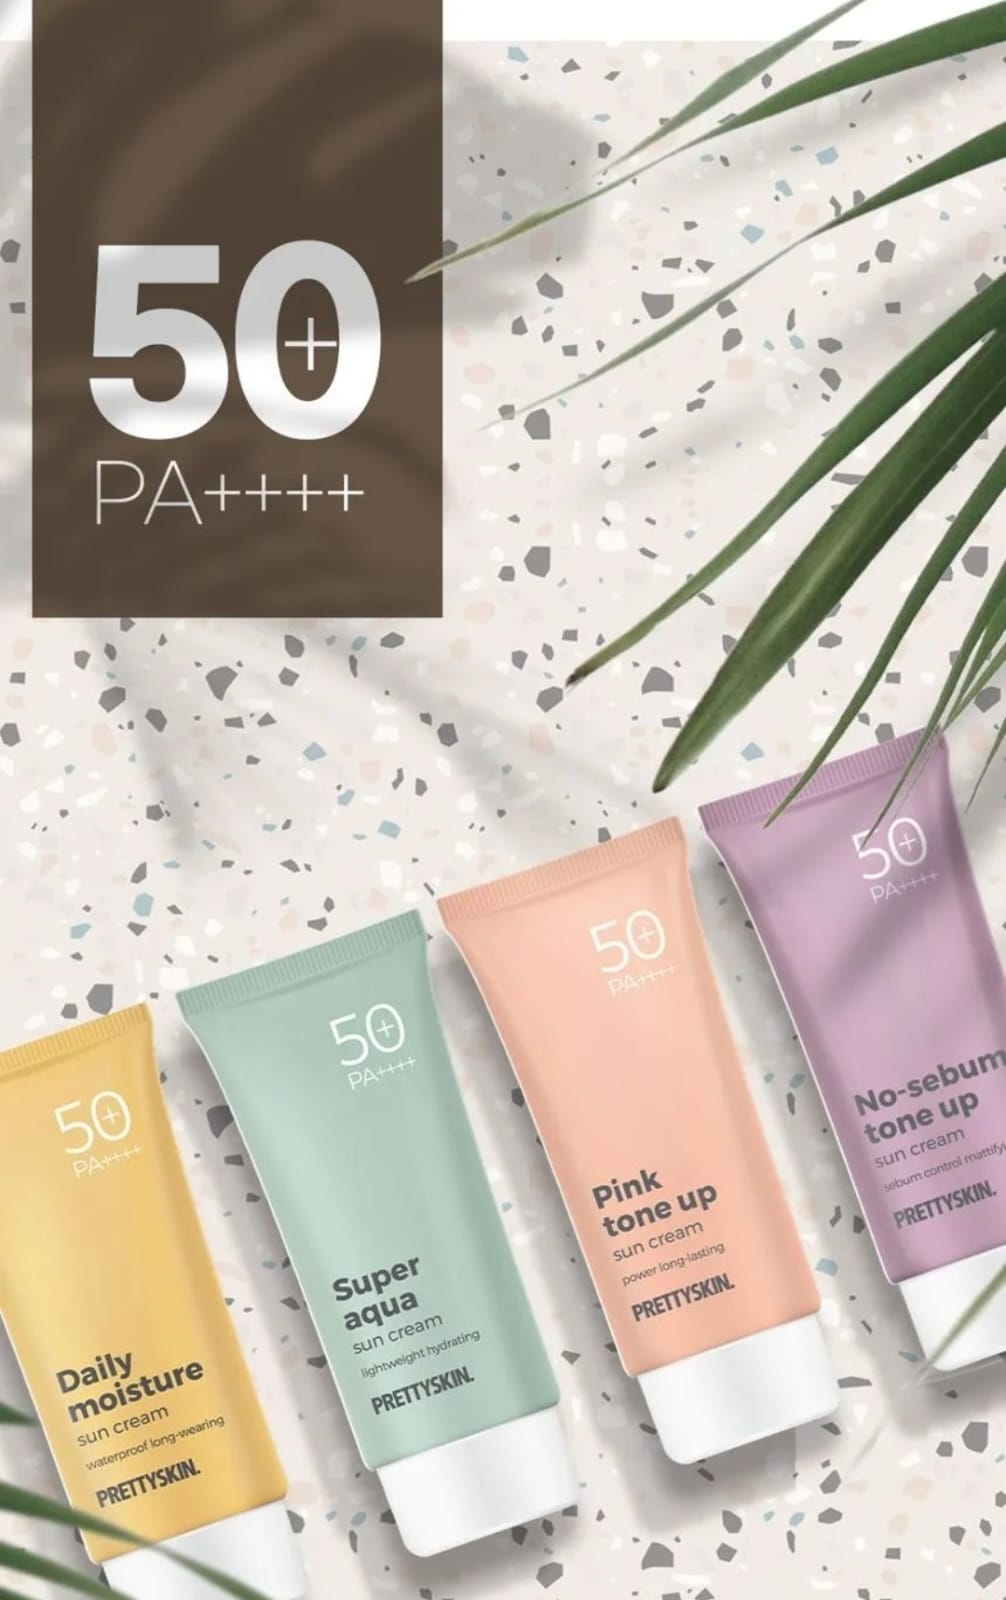 50+
PA++++
50+
PA++++
Daily
moisture
sun cream
waterproof long-wearing
PRETTYSKIN.
50+
PA++++
Super
aqua
sun cream
lightweight hydrating
PRETTYSKIN.
50+
PA++++
Pink
tone up
sun cream
power long-lasting
PRETTYSKIN.
50+
PA++++
No-sebum
tone up
sun cream
sebum control
PRETTYSKIN.